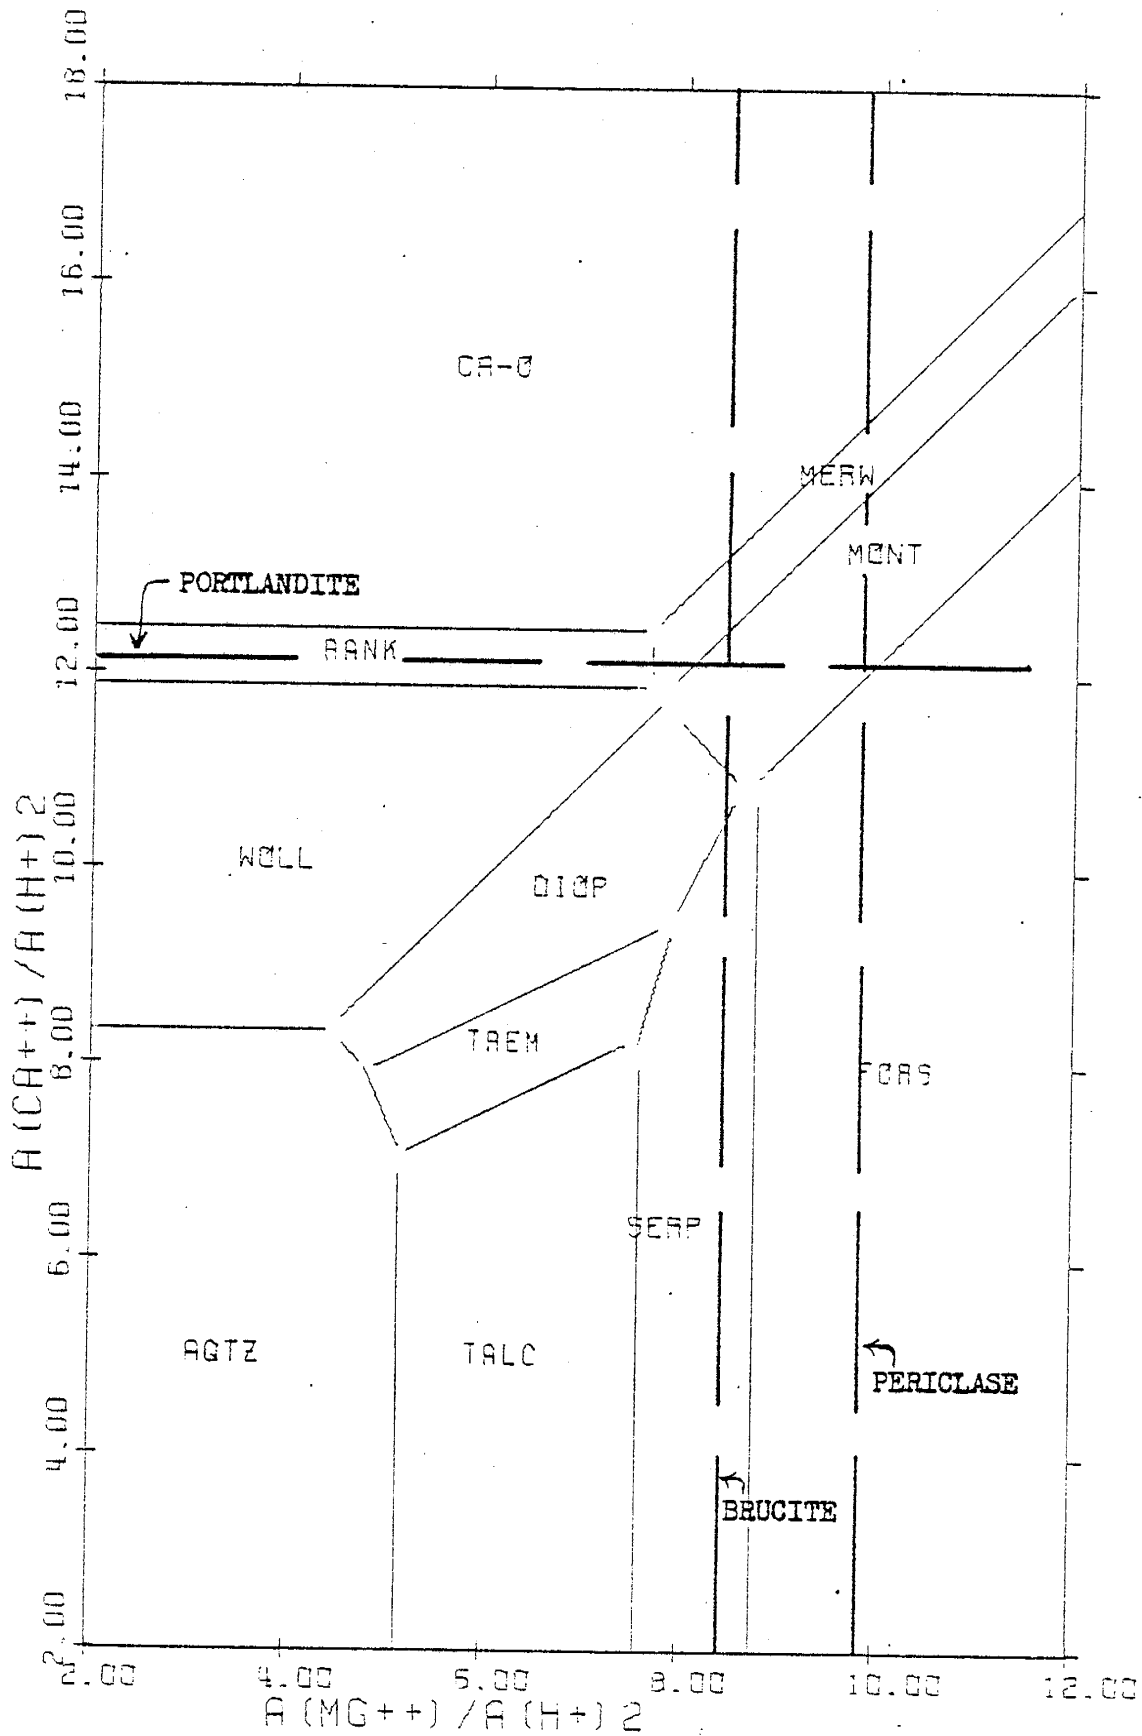 18.00
16.00
CA-O
14.00
MERW
MONT
PORTLANDITE
RANK
12.00
10.00
WOLL
DIOP
A(CA++)/A(H+)2
8.00
TREM
FORS
6.00
SERP
AQTZ
TALC
PERICLASE
4.00
BRUCITE
2.00
2.00 4.00 6.00 8.00 10.00 12.00
A(MG++)/A(H+)2